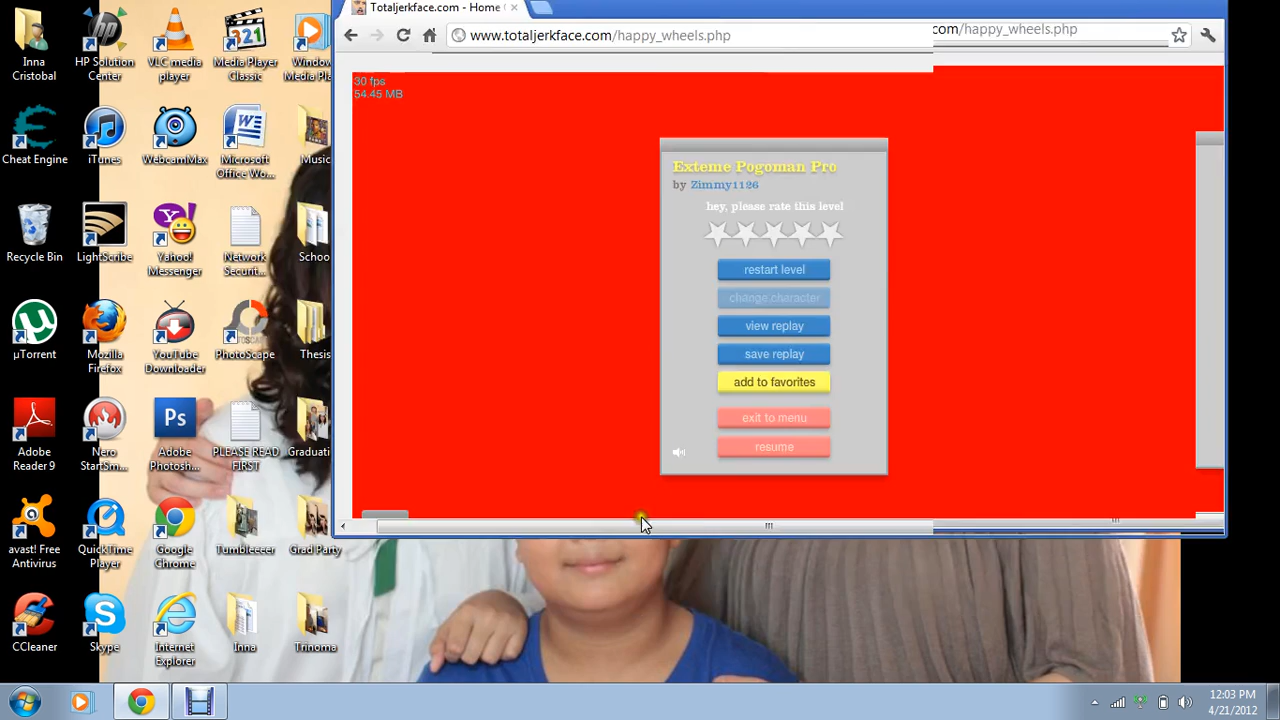 Inna
Cristobal
HP Solution
Center
VLC media
player
Media Player
Classic
Windows
Media Pla
Cheat Engine
iTunes
WebcamMax
Microsoft
Office Wo...
Music
Recycle Bin
LightScribe
Yahoo!
Messenger
Network
Securit...
Schoo
µTorrent
Mozilla
Firefox
YouTube
Downloader
PhotoScape
Thesis
Adobe
Reader 9
Nero
StartSm...
Ps
Adobe
Photosh...
PLEASE READ
FIRST
Graduati
avast! Free
Antivirus
QuickTime
Player
Google
Chrome
Tumbleeeer
Grad Party
CCleaner
Skype
Internet
Explorer
Inna
Trinoma
Totaljerkface.com - Home
www.totaljerkface.com/happy_wheels.php
com/happy_wheels.php
30 fps
54.45 MB
Exteme Pogoman Pro
by Zimmy1126
hey, please rate this level
restart level
change character
view replay
save replay
add to favorites
exit to menu
resume
12:03 PM
4/21/2012